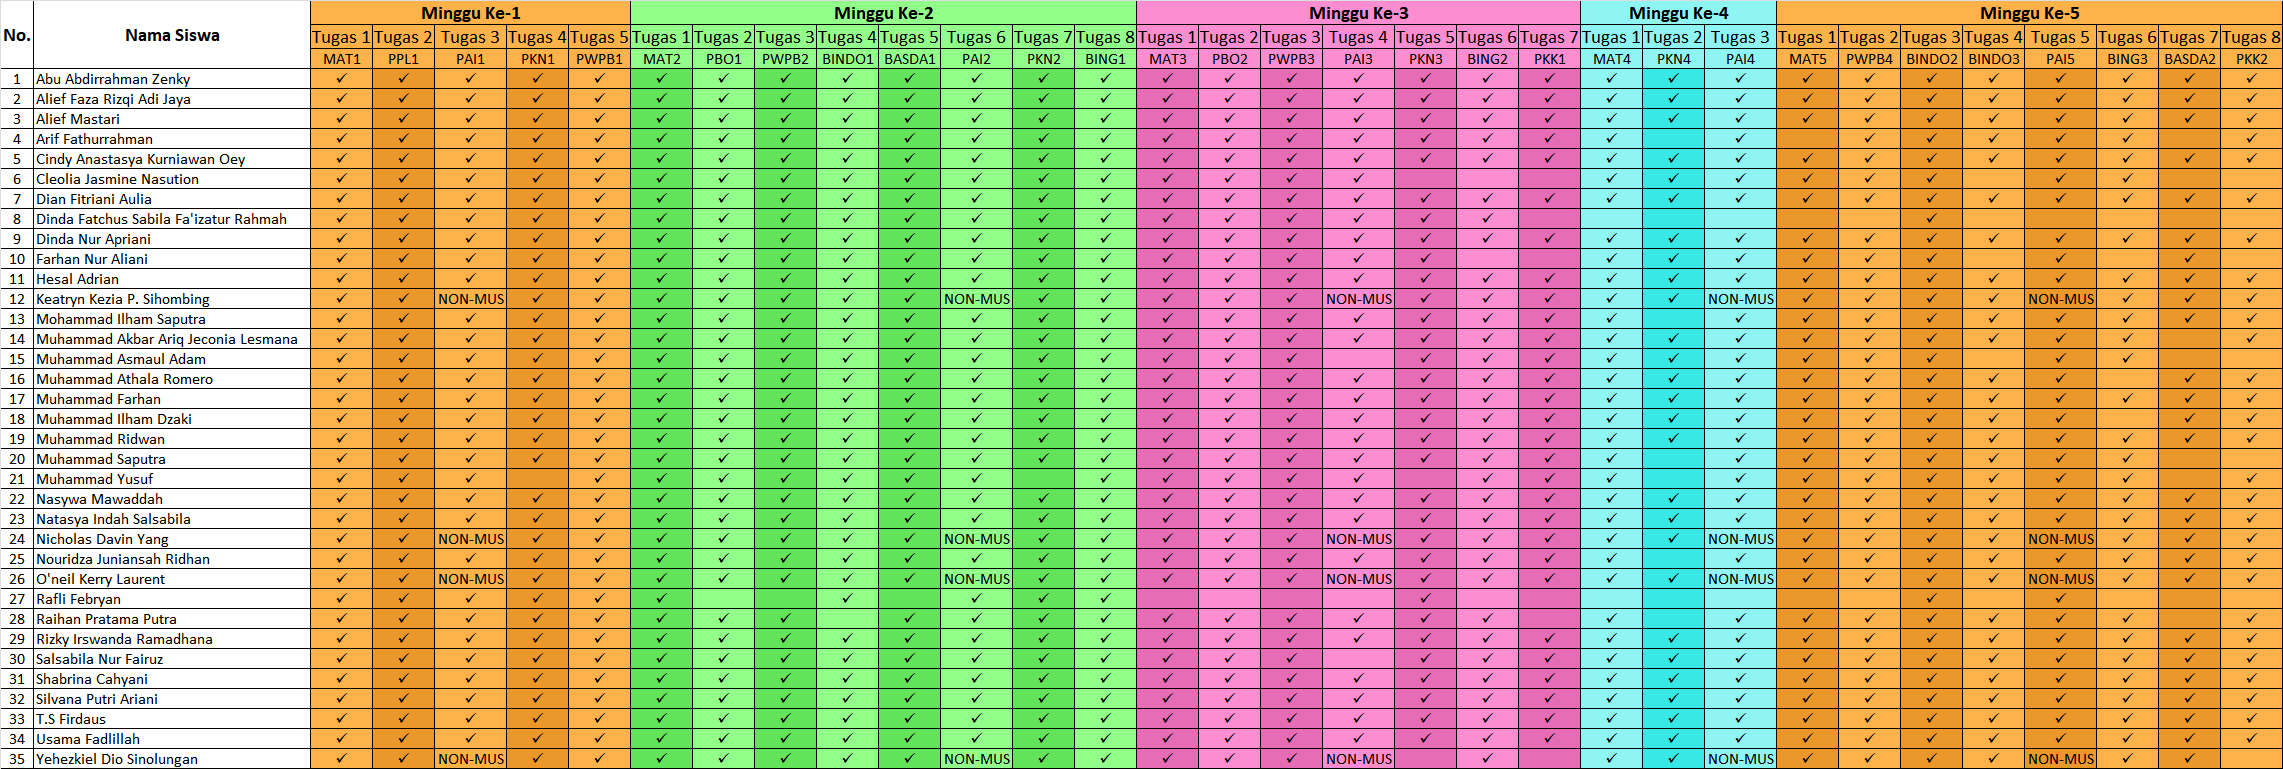 No. Nama Siswa Minggu Ke-1 Minggu Ke-2 Minggu Ke-3 Minggu Ke-4 Minggu Ke-5
Tugas 1 Tugas 2 Tugas 3 Tugas 4 Tugas 5 Tugas 1 Tugas 2 Tugas 3 Tugas 4 Tugas 5 Tugas 6 Tugas 7 Tugas 8 Tugas 1 Tugas 2 Tugas 3 Tugas 4 Tugas 5 Tugas 6 Tugas 7 Tugas 1 Tugas 2 Tugas 3 Tugas 1 Tugas 2 Tugas 3 Tugas 4 Tugas 5 Tugas 6 Tugas 7 Tugas 8
MAT1 PPL1 PAI1 PKN1 PWPB1 MAT2 PBO1 PWPB2 BINDO1 BASDA1 PAI2 PKN2 BING1 MAT3 PBO2 PWPB3 PAI3 PKN3 BING2 PKK1 MAT4 PKN4 PAI4 MAT5 PWPB4 BINDO2 BINDO3 PAI5 BING3 BASDA2 PKK2
1 Abu Abdirrahman Zenky
2 Alief Faza Rizqi Adi Jaya
3 Alief Mastari
4 Arif Fathurrahman
5 Cindy Anastasya Kurniawan Oey
6 Cleolia Jasmine Nasution
7 Dian Fitriani Aulia
8 Dinda Fatchus Sabila Fa'izatur Rahmah
9 Dinda Nur Apriani
10 Farhan Nur Aliani
11 Hesal Adrian
12 Keatryn Kezia P. Sihombing NON-MUS NON-MUS NON-MUS NON-MUS NON-MUS
13 Mohammad Ilham Saputra
14 Muhammad Akbar Ariq Jeconia Lesmana
15 Muhammad Asmaul Adam
16 Muhammad Athala Romero
17 Muhammad Farhan
18 Muhammad Ilham Dzaki
19 Muhammad Ridwan
20 Muhammad Saputra
21 Muhammad Yusuf
22 Nasywa Mawaddah
23 Natasya Indah Salsabila
24 Nicholas Davin Yang NON-MUS NON-MUS NON-MUS NON-MUS NON-MUS
25 Nouridza Juniansah Ridhan
26 O'neil Kerry Laurent NON-MUS NON-MUS NON-MUS NON-MUS NON-MUS
27 Rafli Febryan
28 Raihan Pratama Putra
29 Rizky Irswanda Ramadhana
30 Salsabila Nur Fairuz
31 Shabrina Cahyani
32 Silvana Putri Ariani
33 T.S Firdaus
34 Usama Fadlillah
35 Yehezkiel Dio Sinolungan NON-MUS NON-MUS NON-MUS NON-MUS NON-MUS